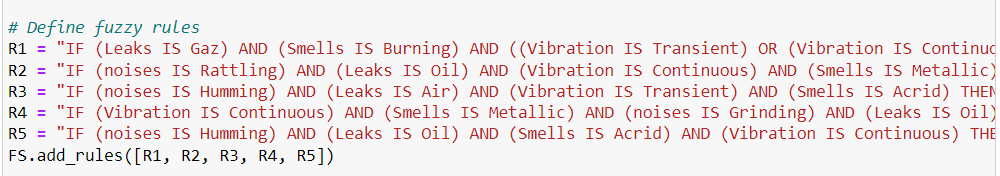 # Define fuzzy rules
R1 = "IF (Leaks IS Gaz) AND (Smells IS Burning) AND ((Vibration IS Transient) OR (Vibration IS Continuo
R2 = "IF (noises IS Rattling) AND (Leaks IS Oil) AND (Vibration IS Continuous) AND (Smells IS Metallic)
R3 = "IF (noises IS Humming) AND (Leaks IS Air) AND (Vibration IS Transient) AND (Smells IS Acrid) THEN
R4 = "IF (Vibration IS Continuous) AND (Smells IS Metallic) AND (noises IS Grinding) AND (Leaks IS Oil)
R5 = "IF (noises IS Humming) AND (Leaks IS Oil) AND (Smells IS Acrid) AND (Vibration IS Continuous) THE
FS.add_rules([R1, R2, R3, R4, R5])